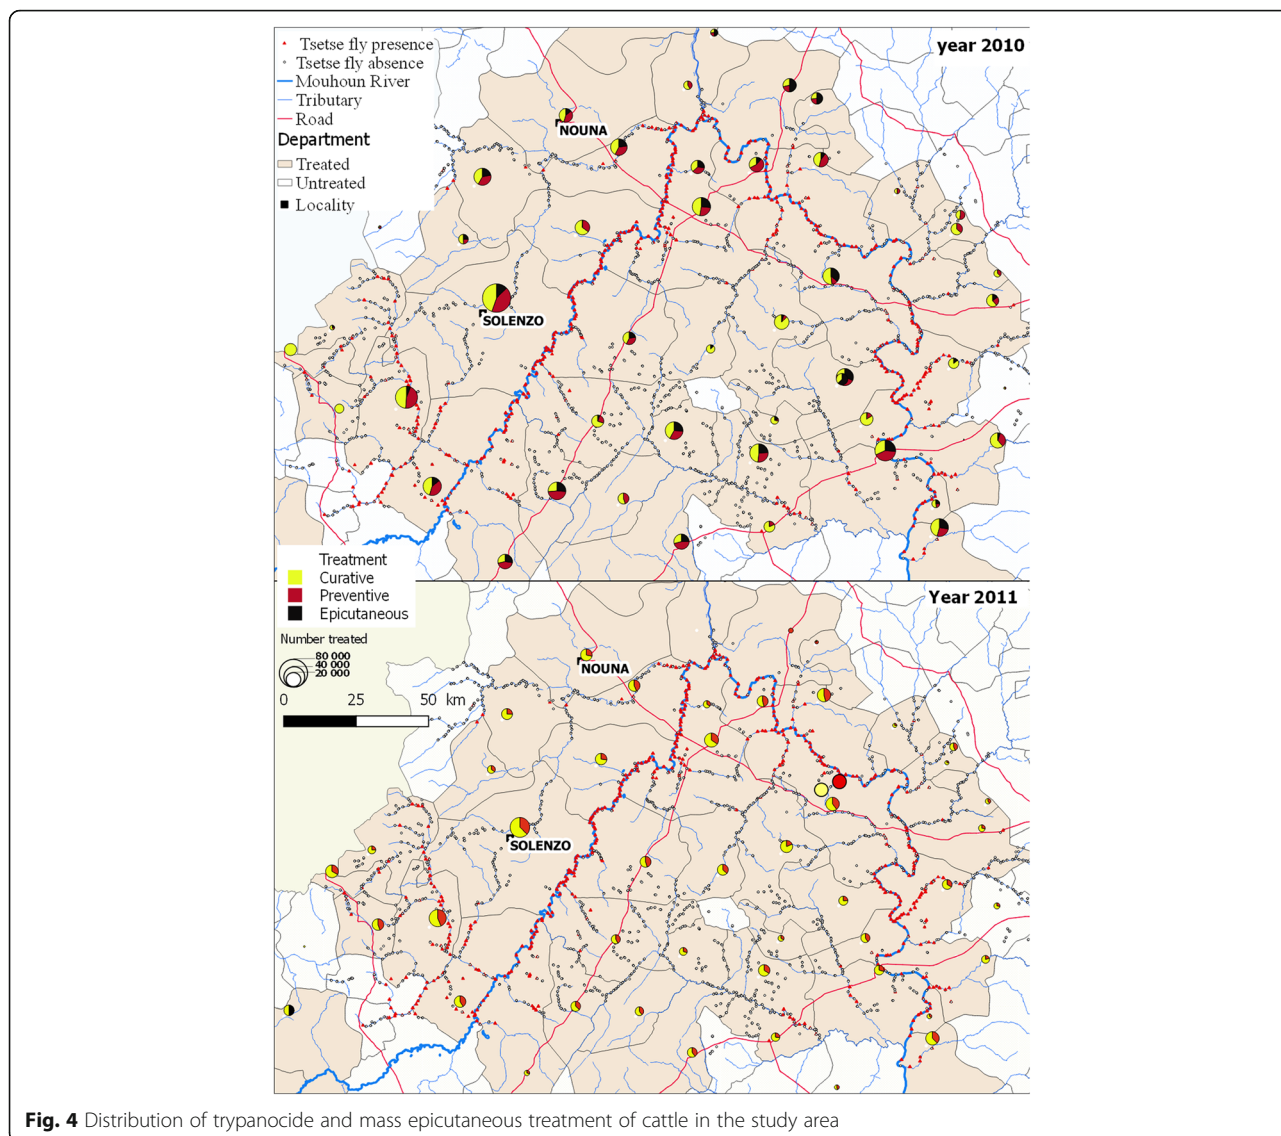 year 2010
Tsetse fly presence
Tsetse fly absence
Mouhoun River
Tributary
Road
Department
Treated
Untreated
Locality
NOUNA
SOLENZO
Treatment
Curative
Preventive
Epicutaneous
Year 2011
Number treated
80 000
40 000
20 000
0 25 50 km
NOUNA
SOLENZO
Fig. 4 Distribution of trypanocide and mass epicutaneous treatment of cattle in the study area